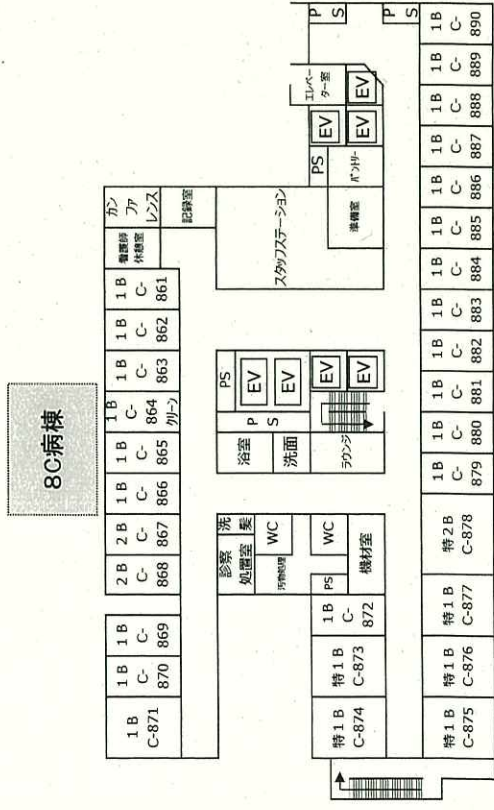 8C病棟
1B
C-871
1B
C-
870
1B
C-
869
2B
C-
868
2B
C-
867
1B
C-
866
1B
C-
865
1B
C-
864
クリーン
1B
C-
863
1B
C-
862
1B
C-
861
看護師
休憩室
カン
ファ
レンス
記録室
診察
処置室
洗
髪
汚物処理
WC
WC
PS
機材室
浴室
洗面
ラウンジ
PS
PS
EV
EV
EV
EV
スタッフステーション
準備室
パントリー
PS
EV
EV
EV
エレベー
ター室
PS
PS
特1B
C-874
特1B
C-873
1B
C-
872
特1B
C-875
特1B
C-876
特1B
C-877
特2B
C-878
1B
C-
879
1B
C-
880
1B
C-
881
1B
C-
882
1B
C-
883
1B
C-
884
1B
C-
885
1B
C-
886
1B
C-
887
1B
C-
888
1B
C-
889
1B
C-
890